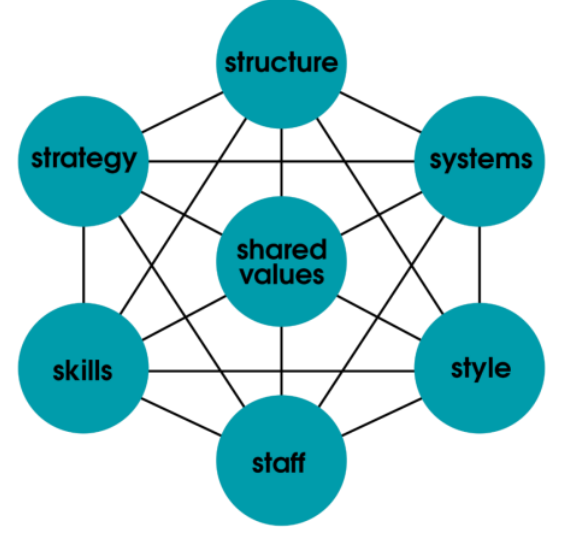 structure
strategy
systems
shared
values
skills
style
staff